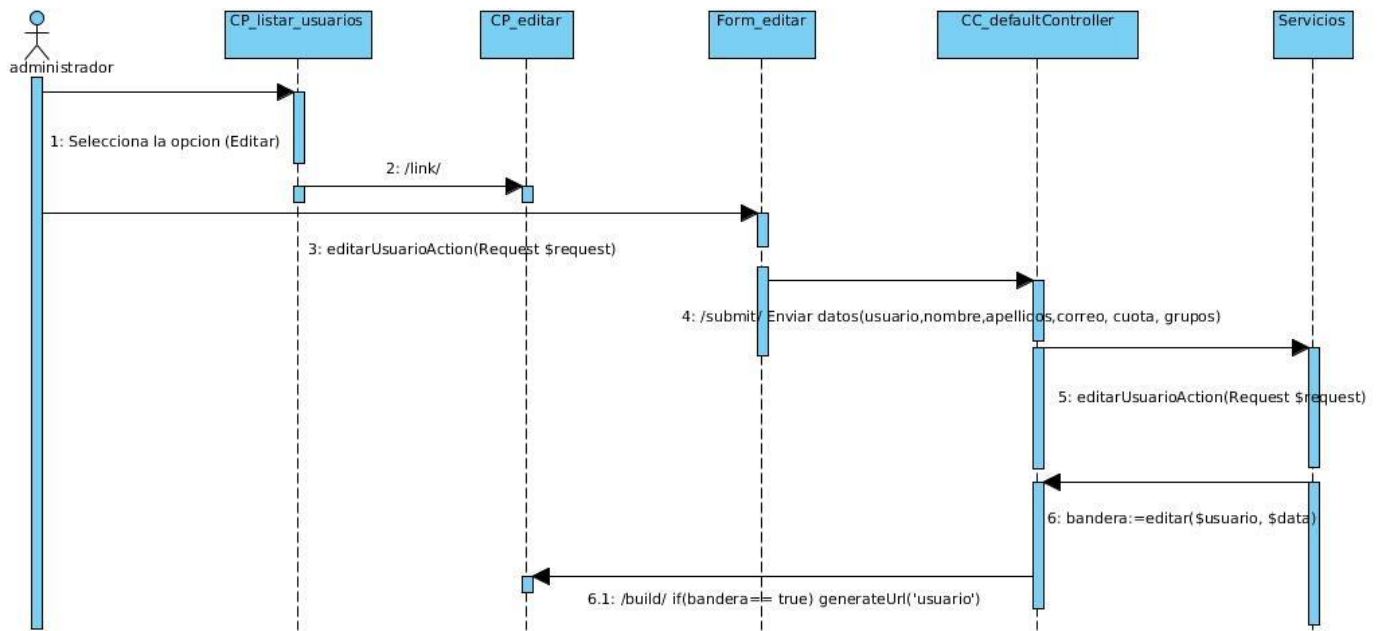 CP_listar_usuarios
CP_editar
Form_editar
CC_defaultController
Servicios
administrador
1: Selecciona la opcion (Editar)
2: /link/
3: editarUsuarioAction(Request $request)
4: /submit/ Enviar datos(usuario,nombre,apellidos,correo, cuota, grupos)
5: editarUsuarioAction(Request $request)
6: bandera:=editar($usuario, $data)
6.1: /build/ if(bandera== true) generateUrl('usuario')